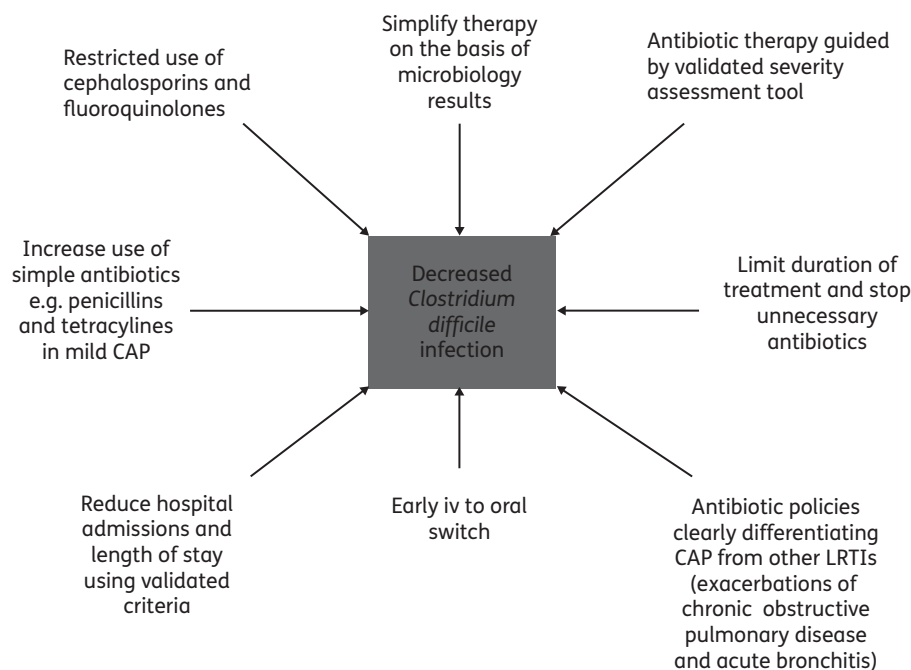 Restricted use of
cephalosporins and
fluoroquinolones
Simplify therapy
on the basis of
microbiology
results
Antibiotic therapy guided
by validated severity
assessment tool
Increase use of
simple antibiotics
e.g. penicillins
and tetracylines
in mild CAP
Decreased
Clostridium
difficile
infection
Limit duration of
treatment and stop
unnecessary
antibiotics
Reduce hospital
admissions and
length of stay
using validated
criteria
Early iv to oral
switch
Antibiotic policies
clearly differentiating
CAP from other LRTIs
(exacerbations of
chronic obstructive
pulmonary disease
and acute bronchitis)